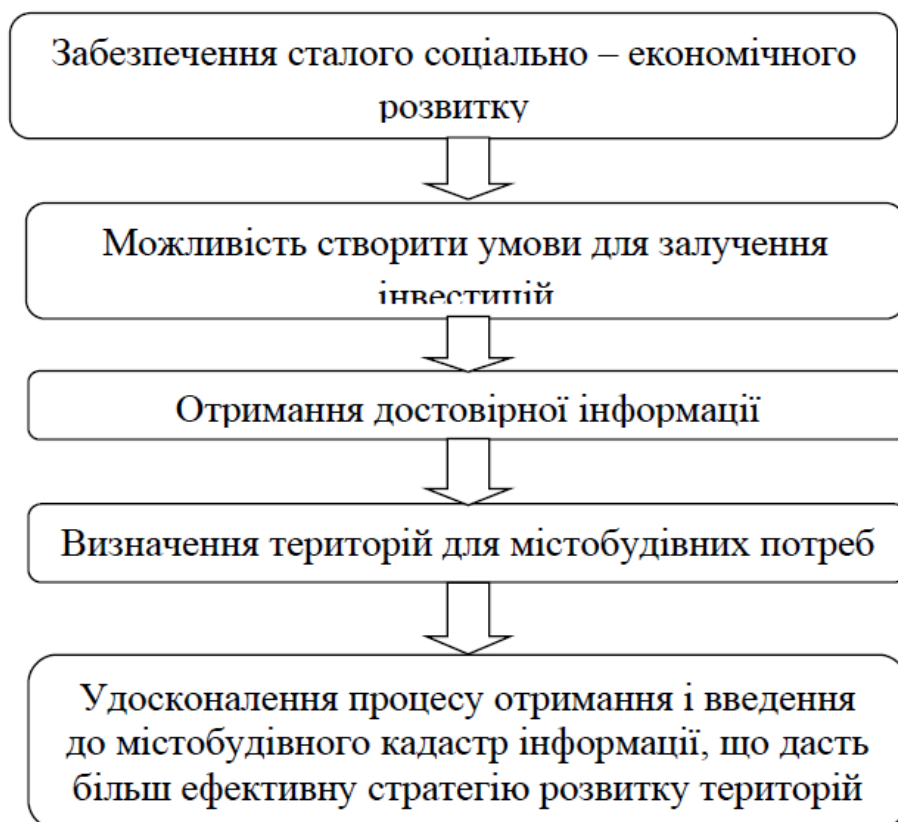 Забезпечення сталого соціально – економічного
розвитку
Можливість створити умови для залучення
інвестицій
Отримання достовірної інформації
Визначення територій для містобудівних потреб
Удосконалення процесу отримання і введення
до містобудівного кадастр інформації, що дасть
більш ефективну стратегію розвитку територій